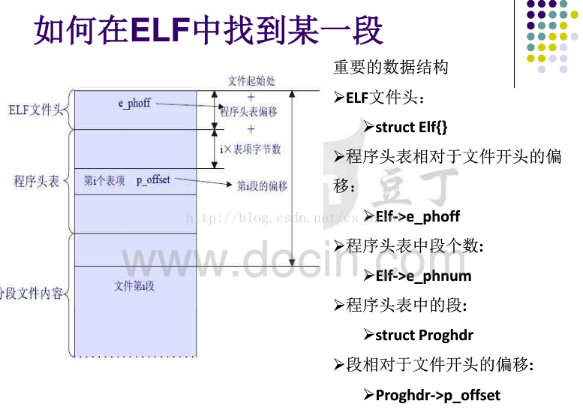 如何在ELF中找到某一段
文件起始处
+
ELF文件头
e_phoff
程序头表偏移
+
i×表项字节数
程序头表
第i个表项 p_offset
第i段的偏移
分段文件内容
文件第i段
重要的数据结构
➢ELF文件头：
➢struct Elf{}
➢程序头表相对于文件开头的偏
移：
➢Elf->e_phoff
➢程序头表中段个数:
➢Elf->e_phnum
➢程序头表中的段:
➢struct Proghdr
➢段相对于文件开头的偏移:
➢Proghdr->p_offset
豆丁
http://blog.csdn.net/cs_
www.docin.com